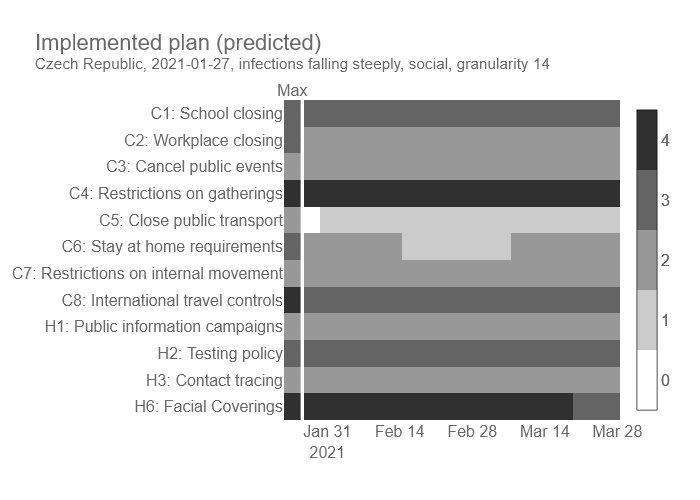 Implemented plan (predicted)
Czech Republic, 2021-01-27, infections falling steeply, social, granularity 14
Max
C1: School closing
C2: Workplace closing
C3: Cancel public events
C4: Restrictions on gatherings
C5: Close public transport
C6: Stay at home requirements
C7: Restrictions on internal movement
C8: International travel controls
H1: Public information campaigns
H2: Testing policy
H3: Contact tracing
H6: Facial Coverings
4
3
2
1
0
Jan 31 Feb 14 Feb 28 Mar 14 Mar 28
2021